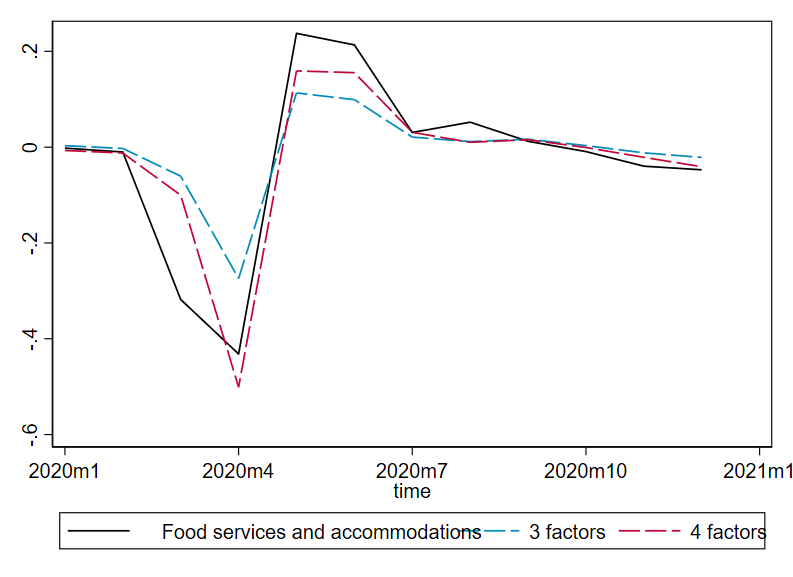 .2
0
-.2
-.4
-.6
2020m1 2020m4 2020m7 2020m10 2021m1
time
Food services and accommodations 3 factors 4 factors